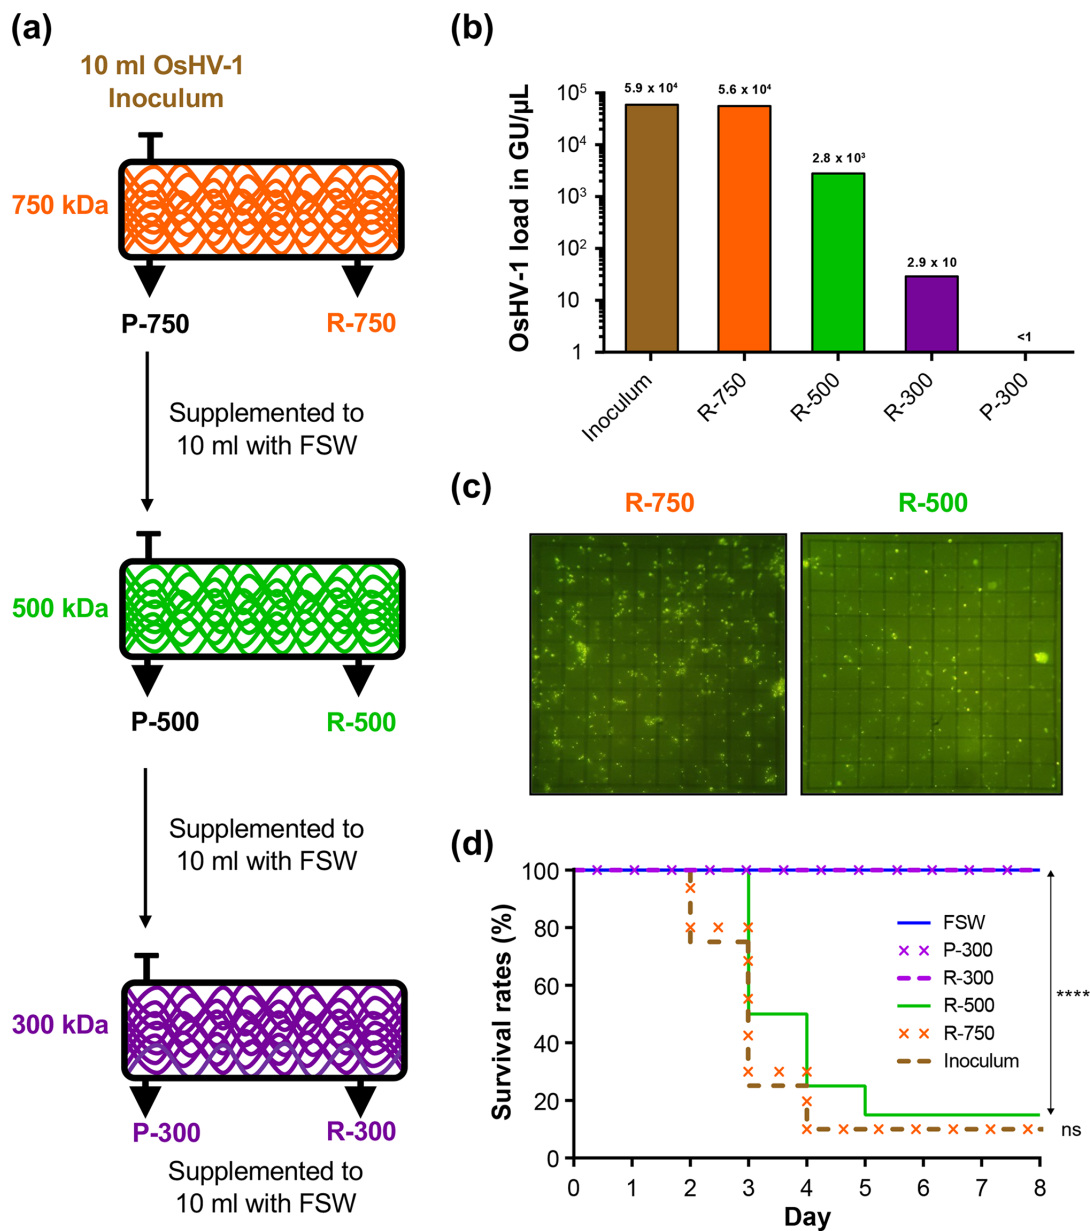 (a)
10 ml OsHV-1
Inoculum
750 kDa
P-750
R-750
Supplemented to
10 ml with FSW
500 kDa
P-500
R-500
Supplemented to
10 ml with FSW
300 kDa
P-300
R-300
Supplemented to
10 ml with FSW
(b)
OsHV-1 load in GU/µL
10⁵
10⁴
10³
10²
10
1
5.9 x 10⁴
5.6 x 10⁴
2.8 x 10³
2.9 x 10
<1
Inoculum
R-750
R-500
R-300
P-300
(c)
R-750
R-500
(d)
Survival rates (%)
100
80
60
40
20
0
FSW
P-300
R-300
R-500
R-750
Inoculum
****
ns
0 1 2 3 4 5 6 7 8
Day